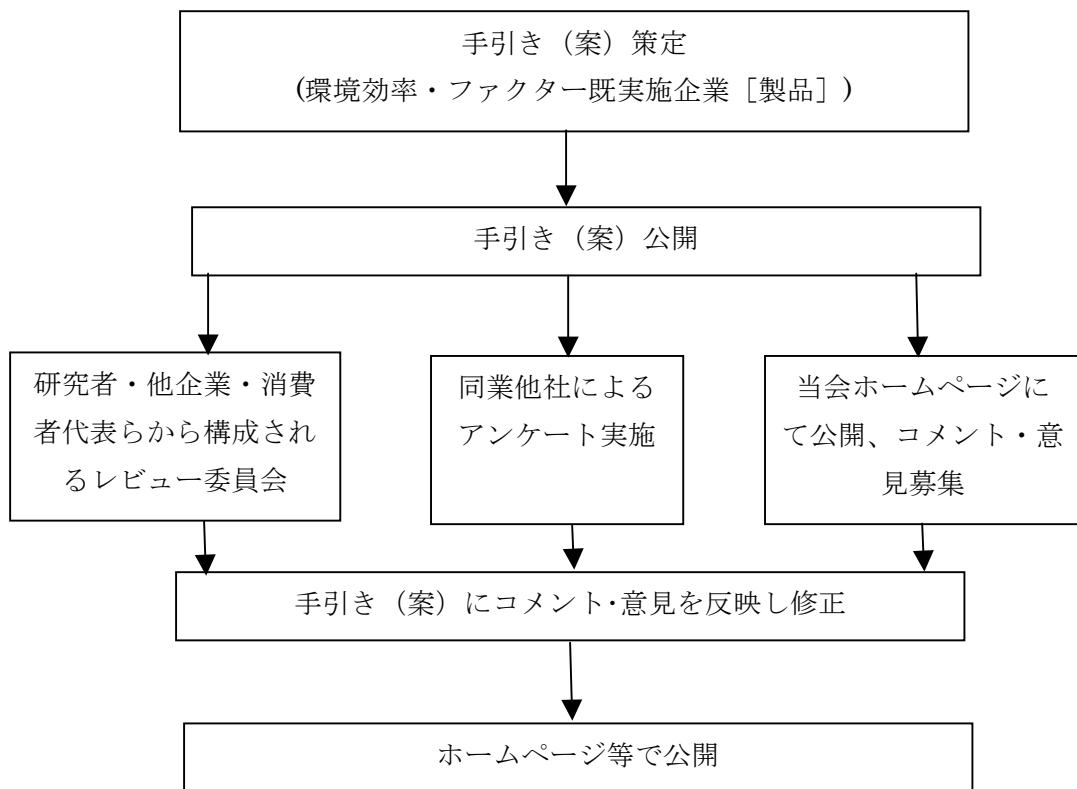 手引き（案）策定
(環境効率・ファクター既実施企業［製品］)
手引き（案）公開
研究者・他企業・消費
者代表らから構成され
るレビュー委員会
同業他社による
アンケート実施
当会ホームページに
て公開、コメント・意
見募集
手引き（案）にコメント･意見を反映し修正
ホームページ等で公開